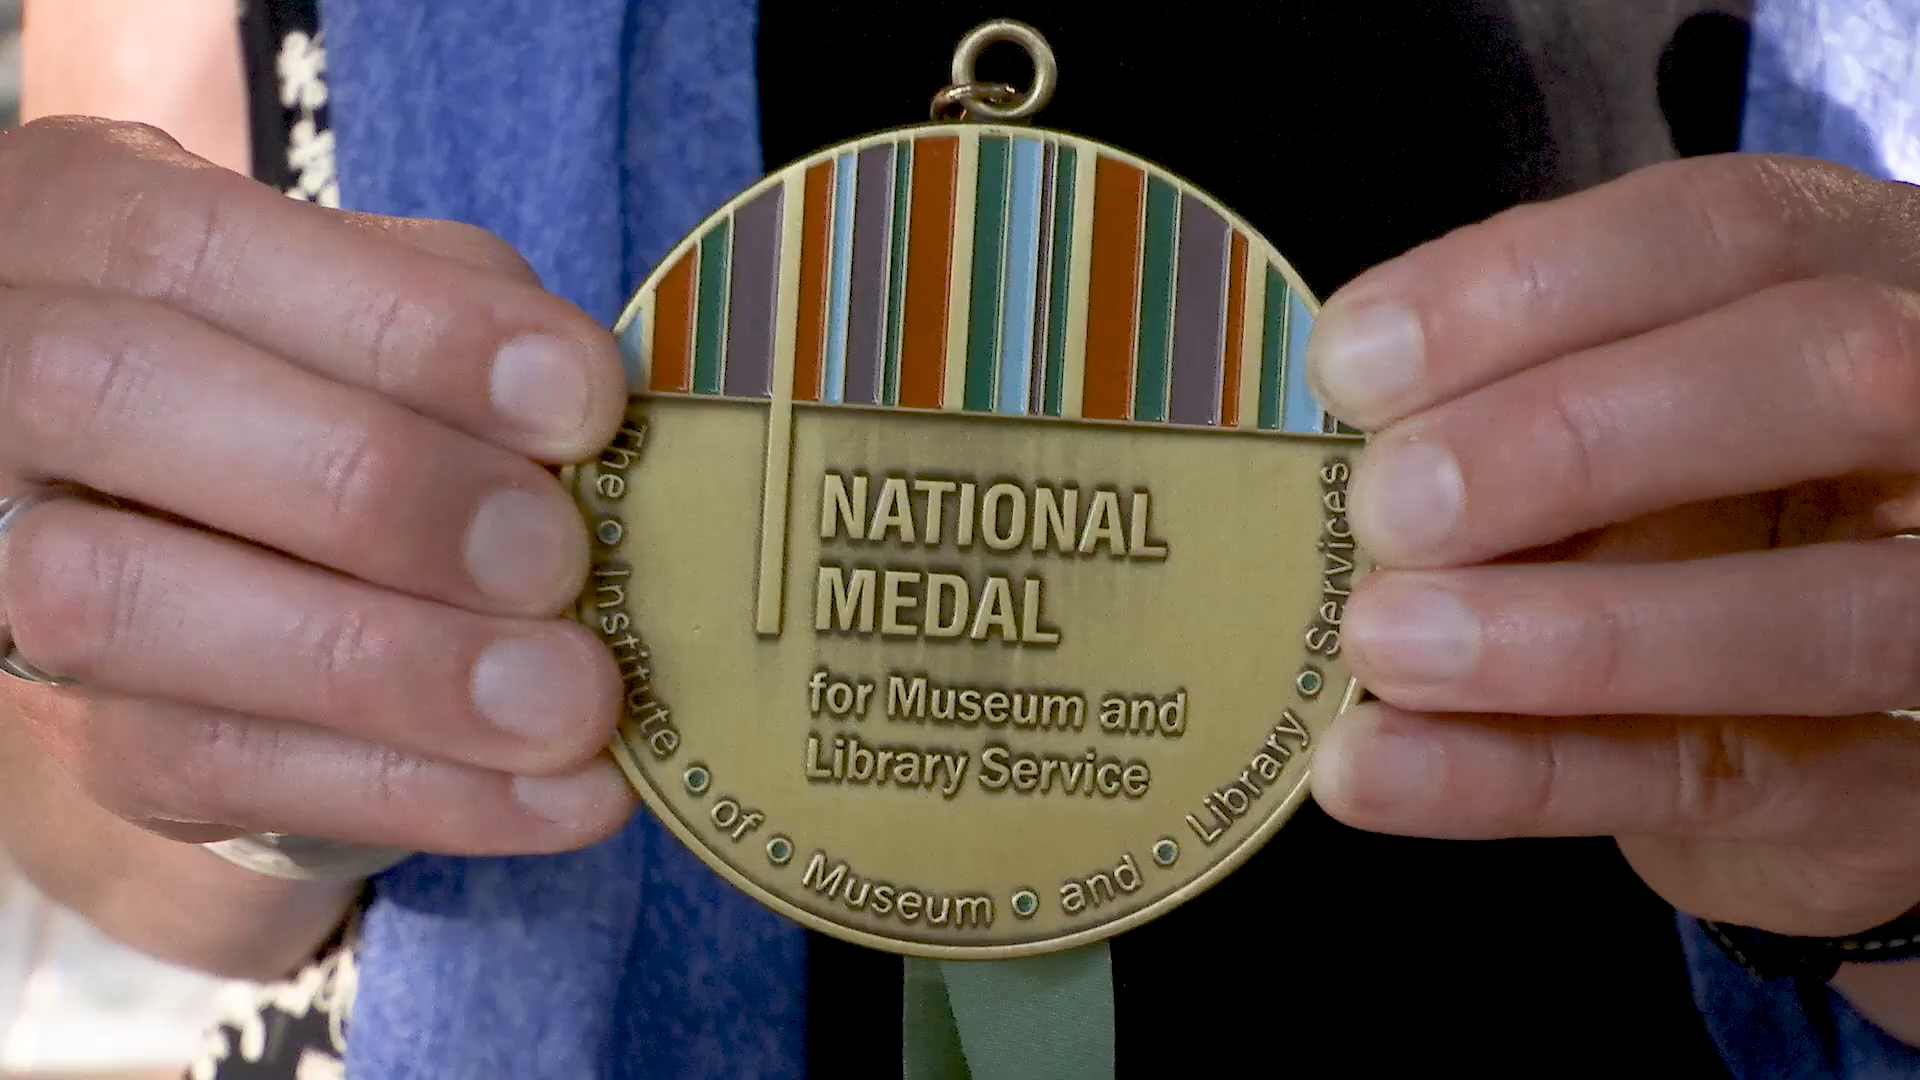 NATIONAL
MEDAL
for Museum and
Library Service
The • Institute • of • Museum • and • Library • Services